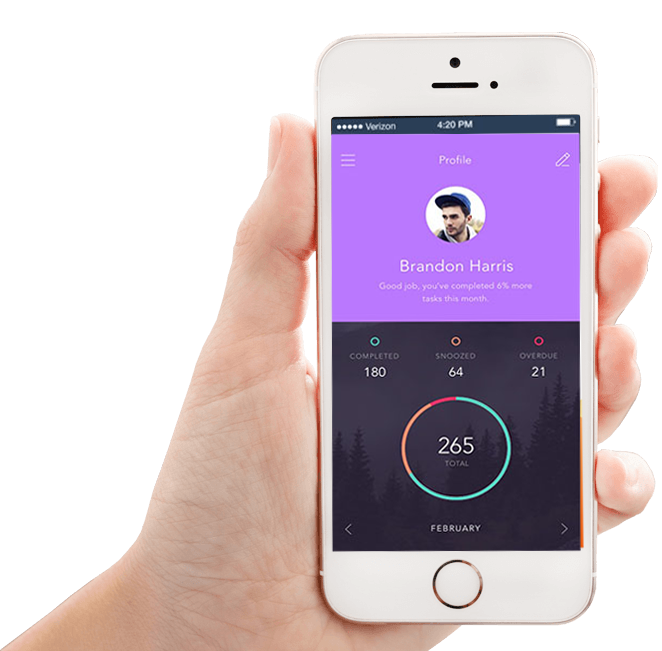 Verizon 4:20 PM
Profile
Brandon Harris
Good job, you've completed 6% more
tasks this month.
COMPLETED SNOOZED OVERDUE
180 64 21
265
TOTAL
FEBRUARY